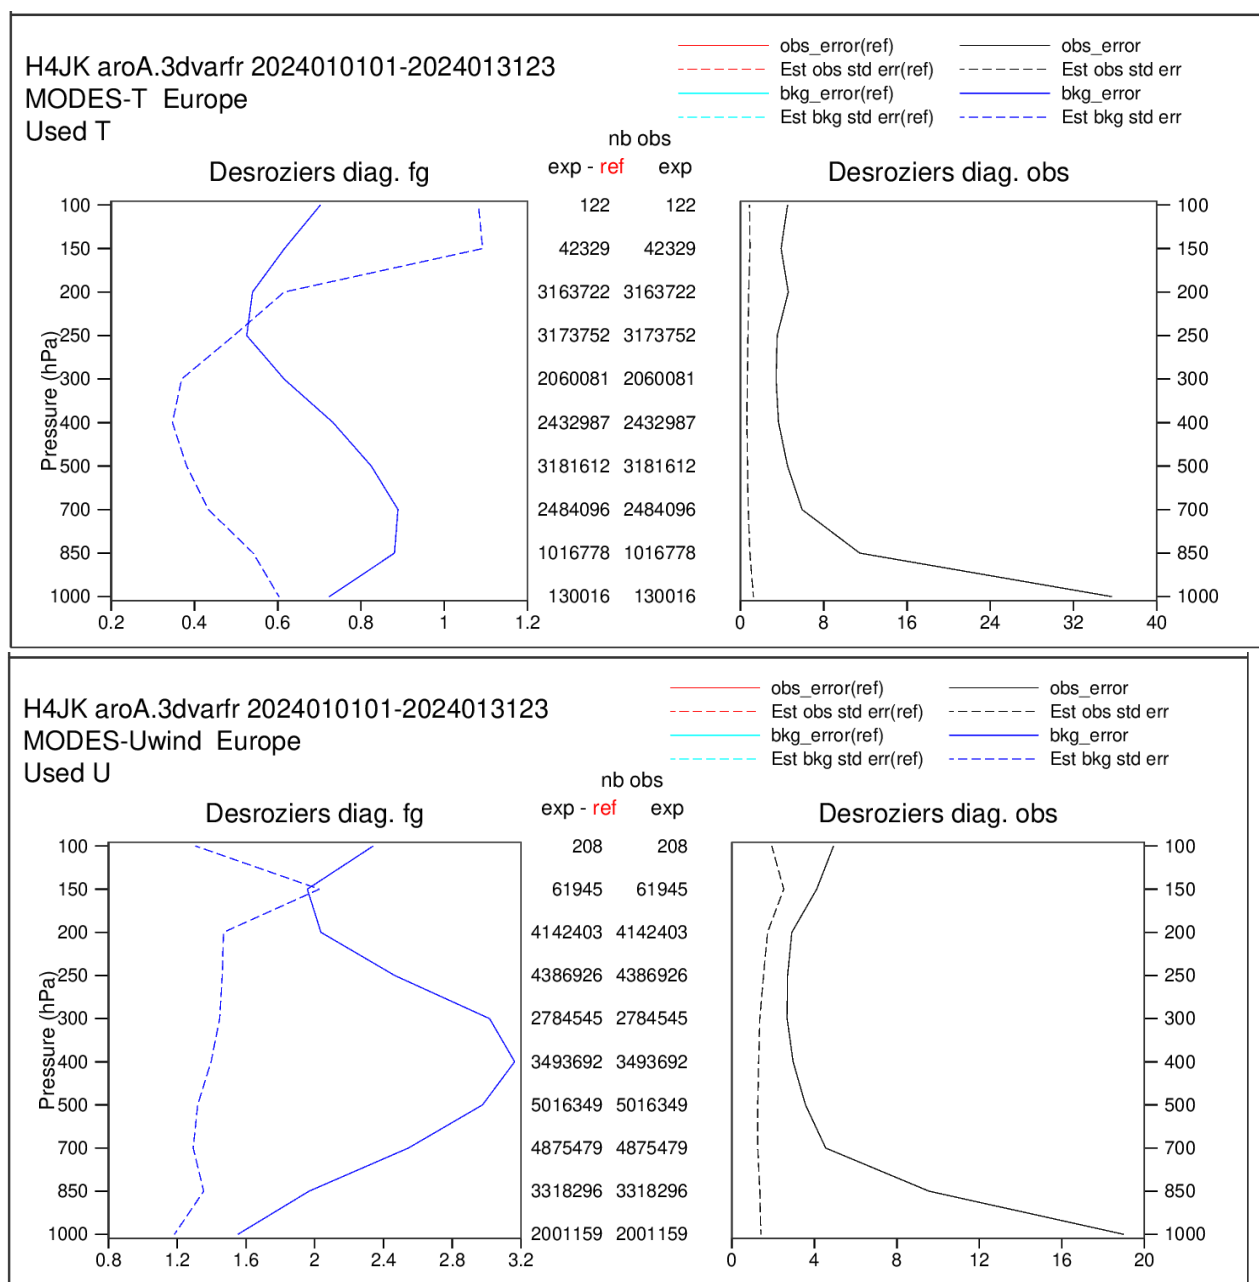 H4JK aroA.3dvarfr 2024010101-2024013123
MODES-T Europe
Used T
obs_error(ref) obs_error
Est obs std err(ref) Est obs std err
bkg_error(ref) bkg_error
Est bkg std err(ref) Est bkg std err
nb obs
Desroziers diag. fg exp - ref exp Desroziers diag. obs
Pressure (hPa)
100 122 122 100
150 42329 42329 150
200 3163722 3163722 200
250 3173752 3173752 250
300 2060081 2060081 300
400 2432987 2432987 400
500 3181612 3181612 500
700 2484096 2484096 700
850 1016778 1016778 850
1000 130016 130016 1000
0.2 0.4 0.6 0.8 1 1.2 0 8 16 24 32 40
H4JK aroA.3dvarfr 2024010101-2024013123
MODES-Uwind Europe
Used U
obs_error(ref) obs_error
Est obs std err(ref) Est obs std err
bkg_error(ref) bkg_error
Est bkg std err(ref) Est bkg std err
nb obs
Desroziers diag. fg exp - ref exp Desroziers diag. obs
Pressure (hPa)
100 208 208 100
150 61945 61945 150
200 4142403 4142403 200
250 4386926 4386926 250
300 2784545 2784545 300
400 3493692 3493692 400
500 5016349 5016349 500
700 4875479 4875479 700
850 3318296 3318296 850
1000 2001159 2001159 1000
0.8 1.2 1.6 2 2.4 2.8 3.2 0 4 8 12 16 20